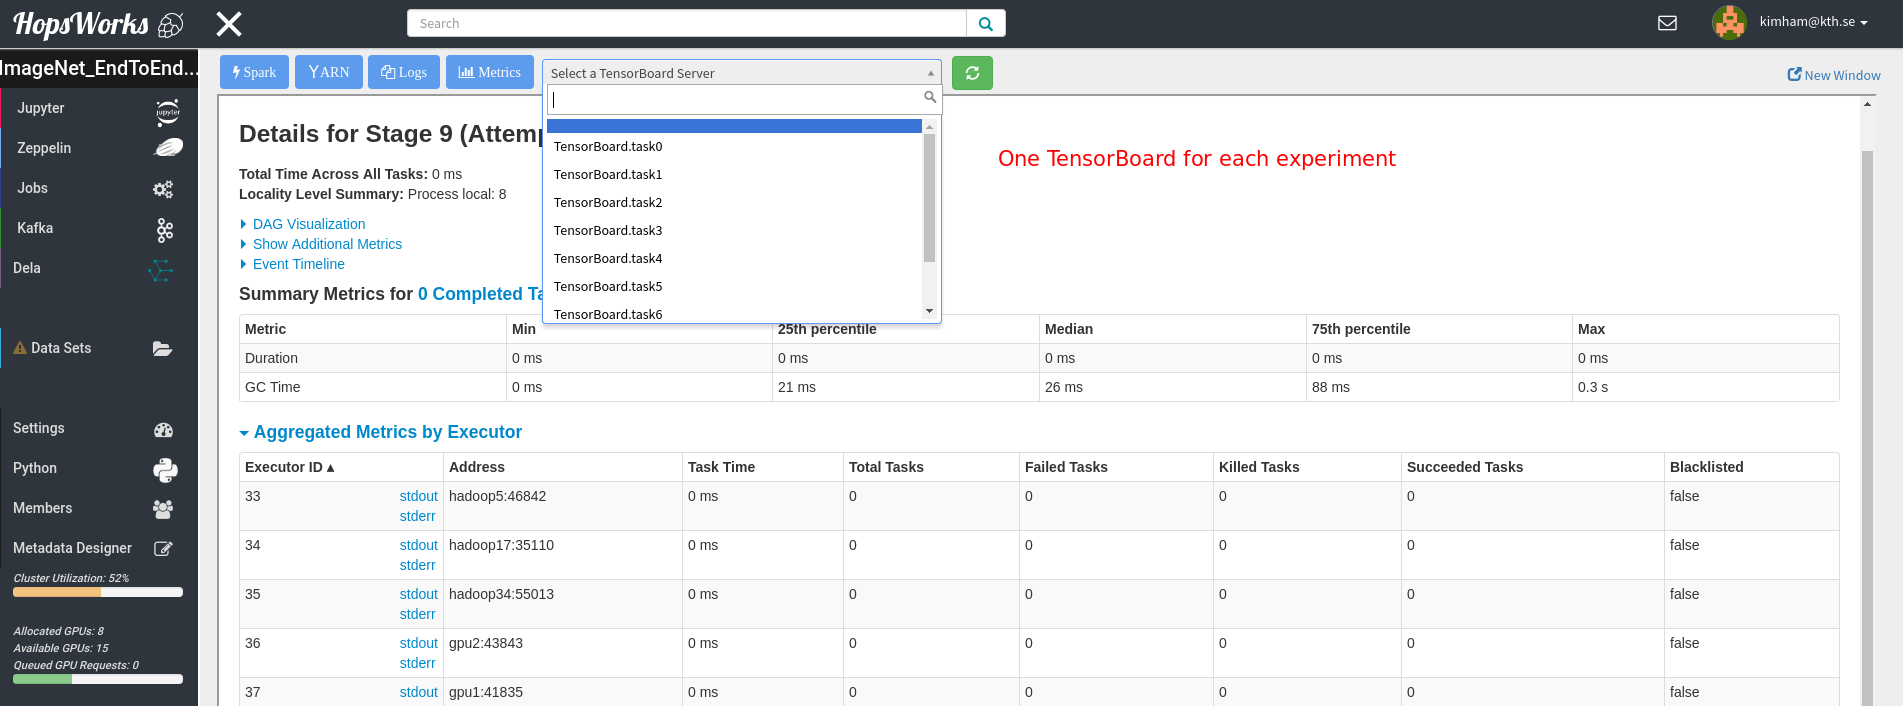 HopsWorks
Search
kimham@kth.se
ImageNet_EndToEnd...
Spark
YARN
Logs
Metrics
Select a TensorBoard Server
New Window
Jupyter
jupyter
Zeppelin
Jobs
Kafka
Dela
Data Sets
Settings
Python
Members
Metadata Designer
Cluster Utilization: 52%
Allocated GPUs: 8
Available GPUs: 15
Queued GPU Requests: 0
TensorBoard.task0
TensorBoard.task1
TensorBoard.task2
TensorBoard.task3
TensorBoard.task4
TensorBoard.task5
TensorBoard.task6
One TensorBoard for each experiment
Details for Stage 9 (Attemp
Total Time Across All Tasks: 0 ms
Locality Level Summary: Process local: 8
DAG Visualization
Show Additional Metrics
Event Timeline
Summary Metrics for 0 Completed Ta
Metric Min 25th percentile Median 75th percentile Max
Duration 0 ms 0 ms 0 ms 0 ms 0 ms
GC Time 0 ms 21 ms 26 ms 88 ms 0.3 s
Aggregated Metrics by Executor
Executor ID ▴ Address Task Time Total Tasks Failed Tasks Killed Tasks Succeeded Tasks Blacklisted
33 stdout hadoop5:46842 0 ms 0 0 0 0 false
stderr
34 stdout hadoop17:35110 0 ms 0 0 0 0 false
stderr
35 stdout hadoop34:55013 0 ms 0 0 0 0 false
stderr
36 stdout gpu2:43843 0 ms 0 0 0 0 false
stderr
37 stdout gpu1:41835 0 ms 0 0 0 0 false